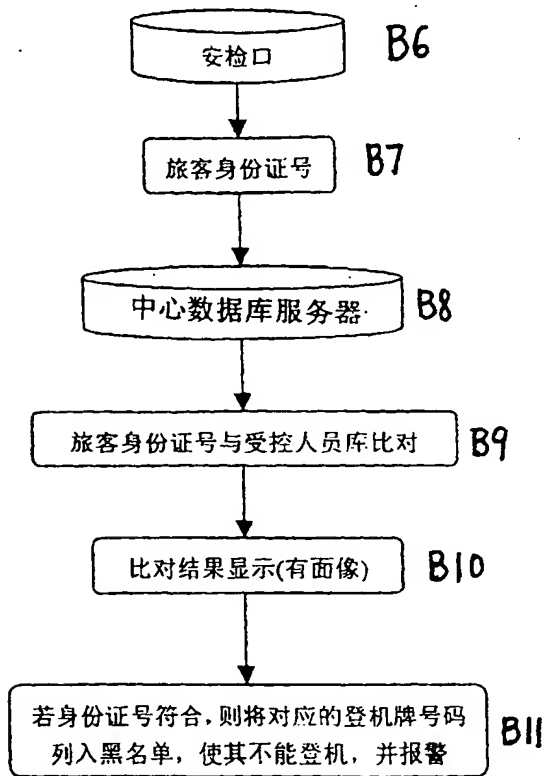 安检口 B6
旅客身份证号 B7
中心数据库服务器 B8
旅客身份证号与受控人员库比对 B9
比对结果显示(有面像) B10
若身份证号符合,则将对应的登机牌号码
列入黑名单,使其不能登机,并报警 B11